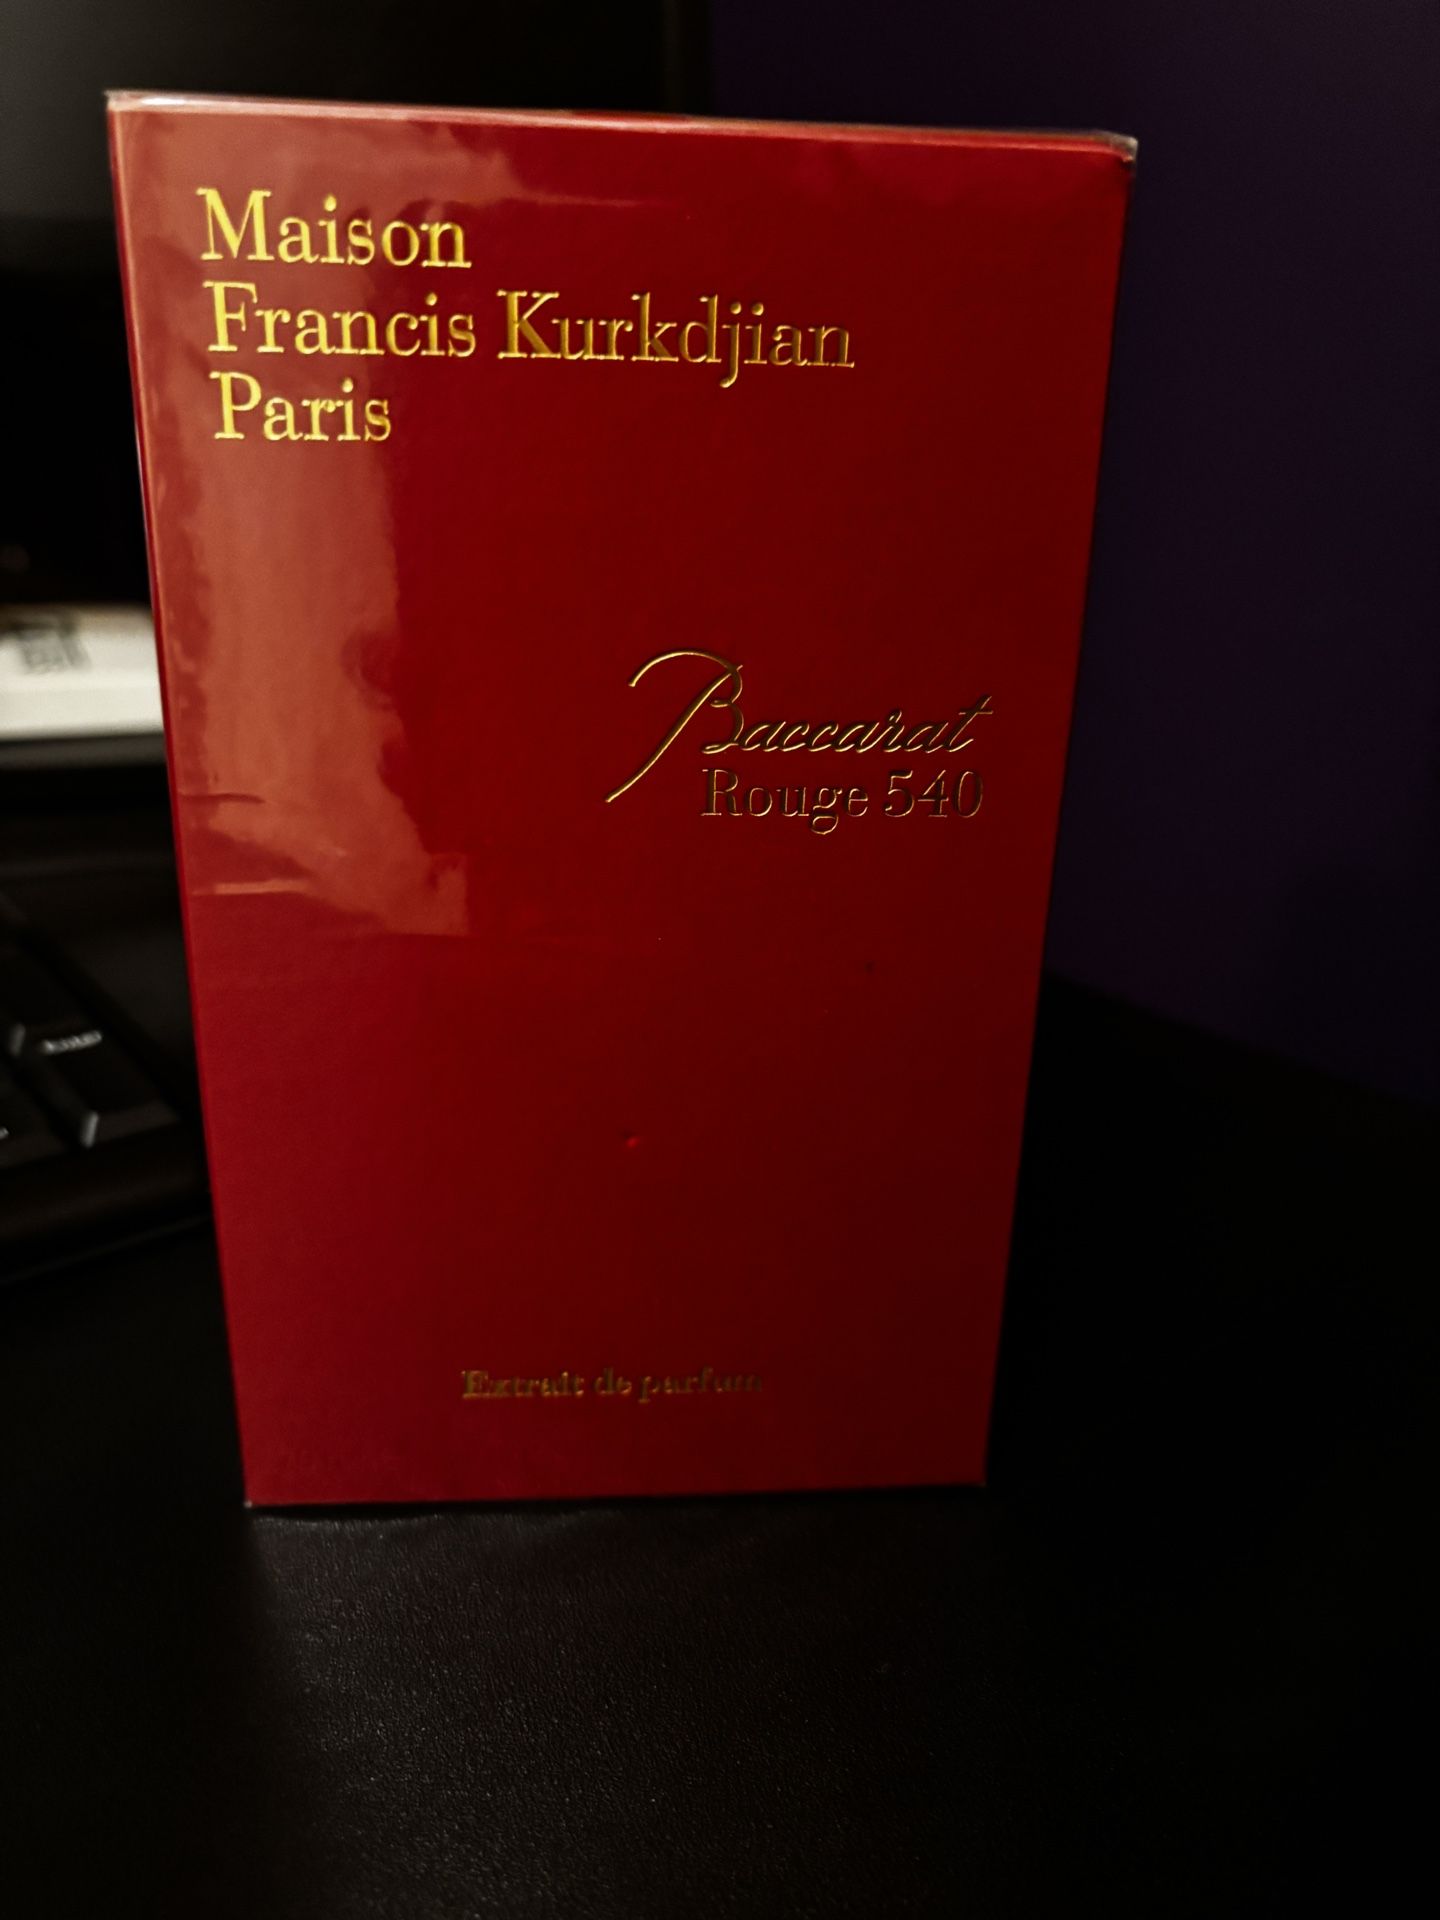 Maison
Francis Kurkdjian
Paris
Baccarat
Rouge 540
Extrait de parfum